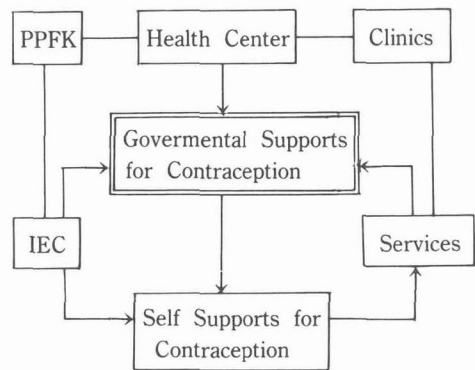 PPFK
Health Center
Clinics
Govermental Supports
for Contraception
IEC
Services
Self Supports for
Contraception